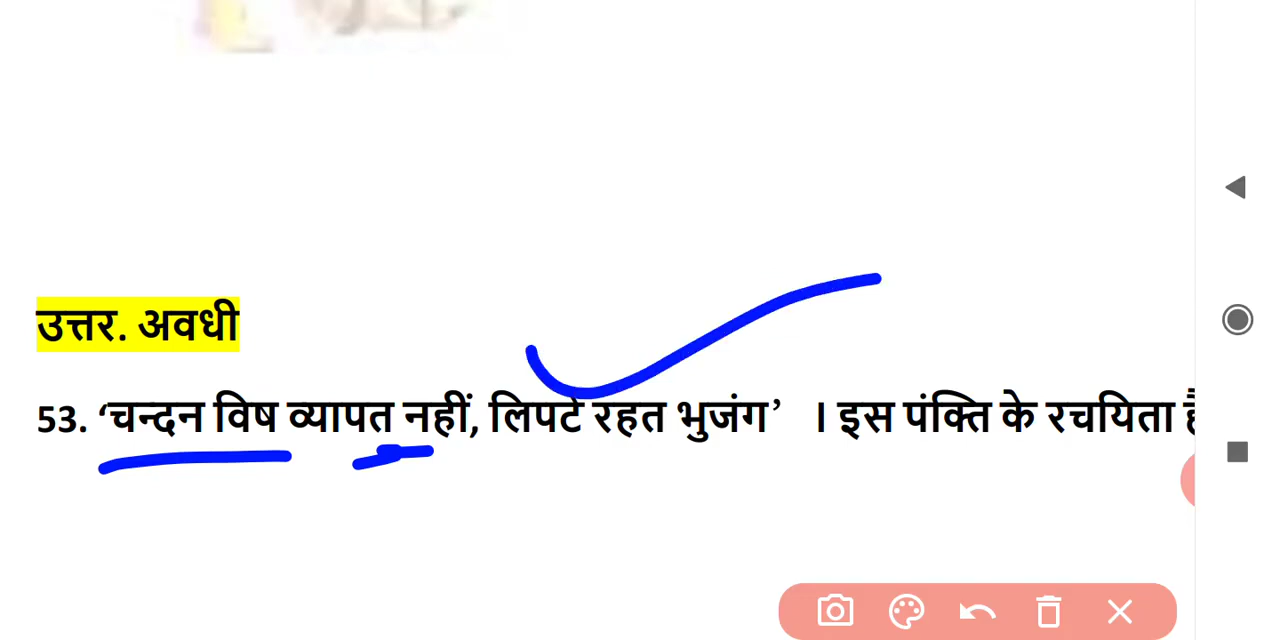 उत्तर. अवधी
53. ‘चन्दन विष व्यापत नहीं, लिपटे रहत भुजंग’ । इस पंक्ति के रचयिता है